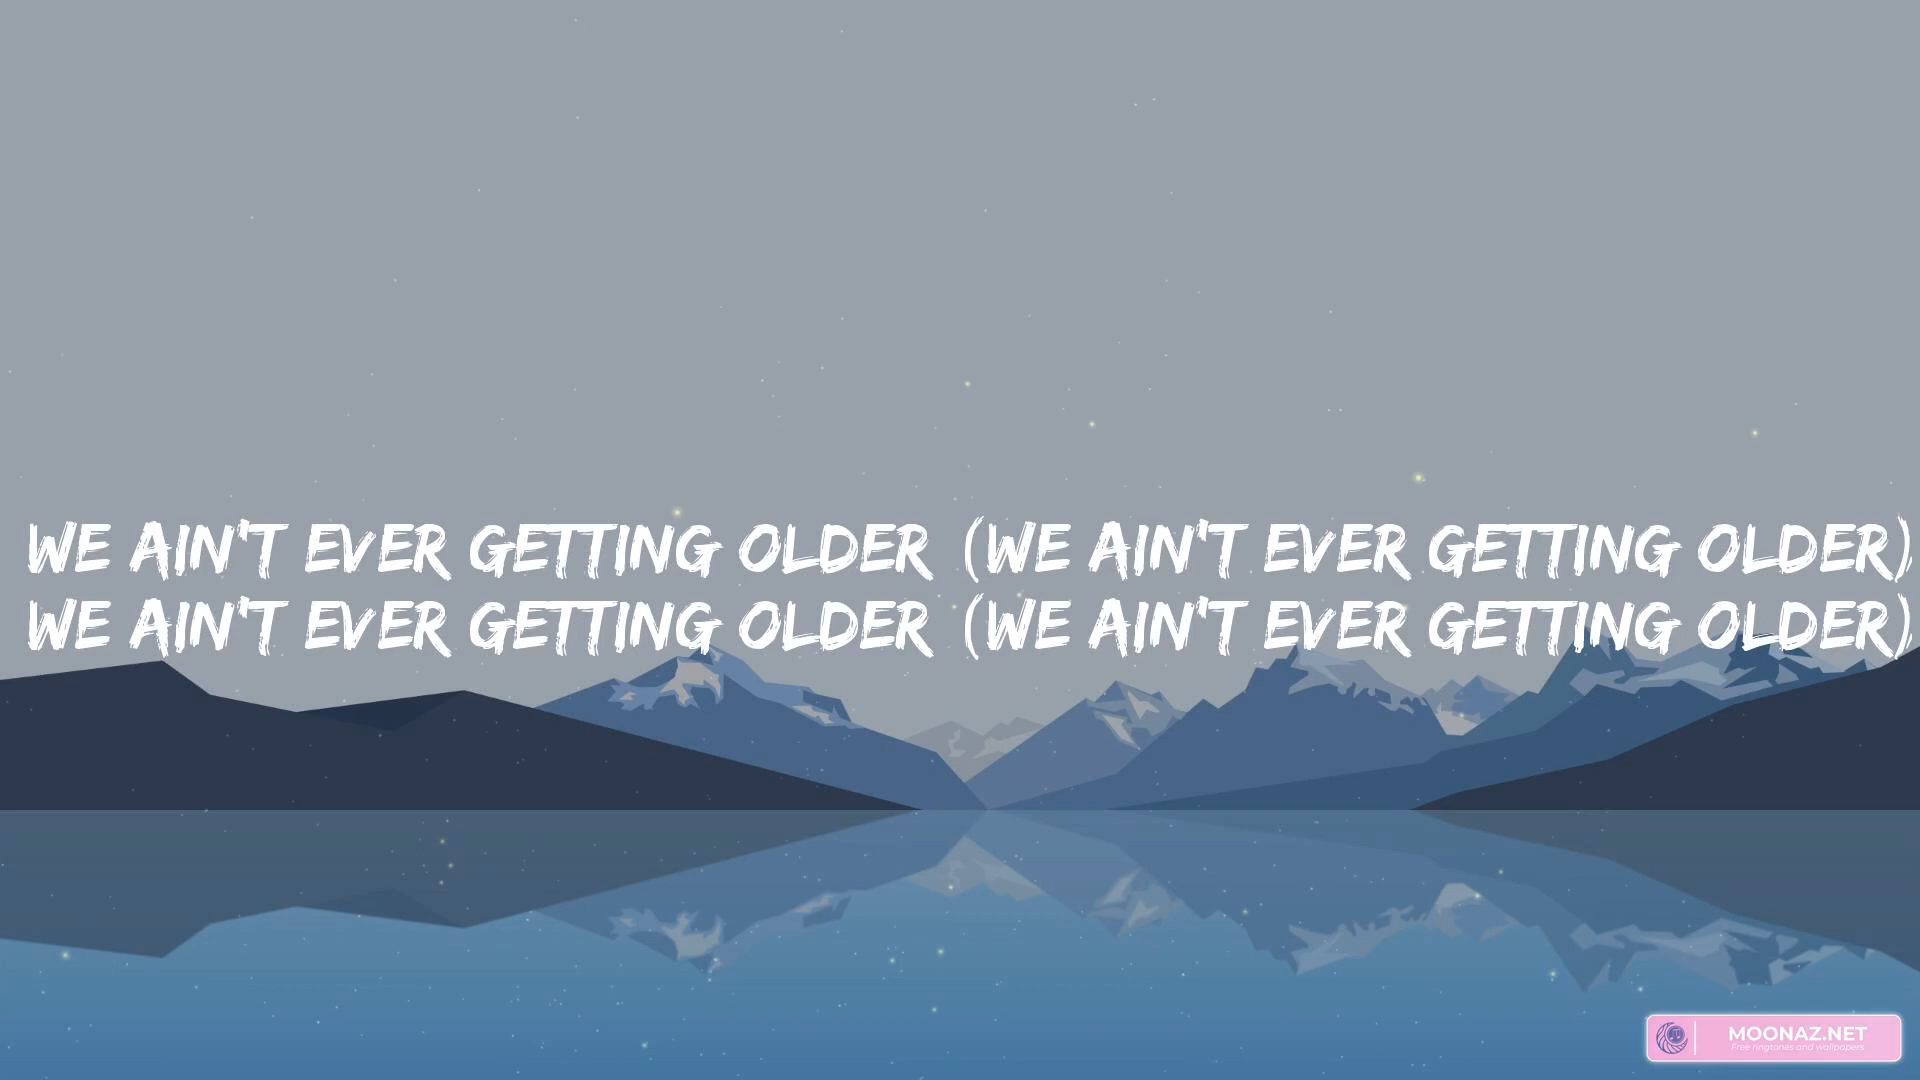 WE AIN'T EVER GETTING OLDER (WE AIN'T EVER GETTING OLDER)
WE AIN'T EVER GETTING OLDER (WE AIN'T EVER GETTING OLDER)
MOONAZ.NET
Free ringtones and wallpapers